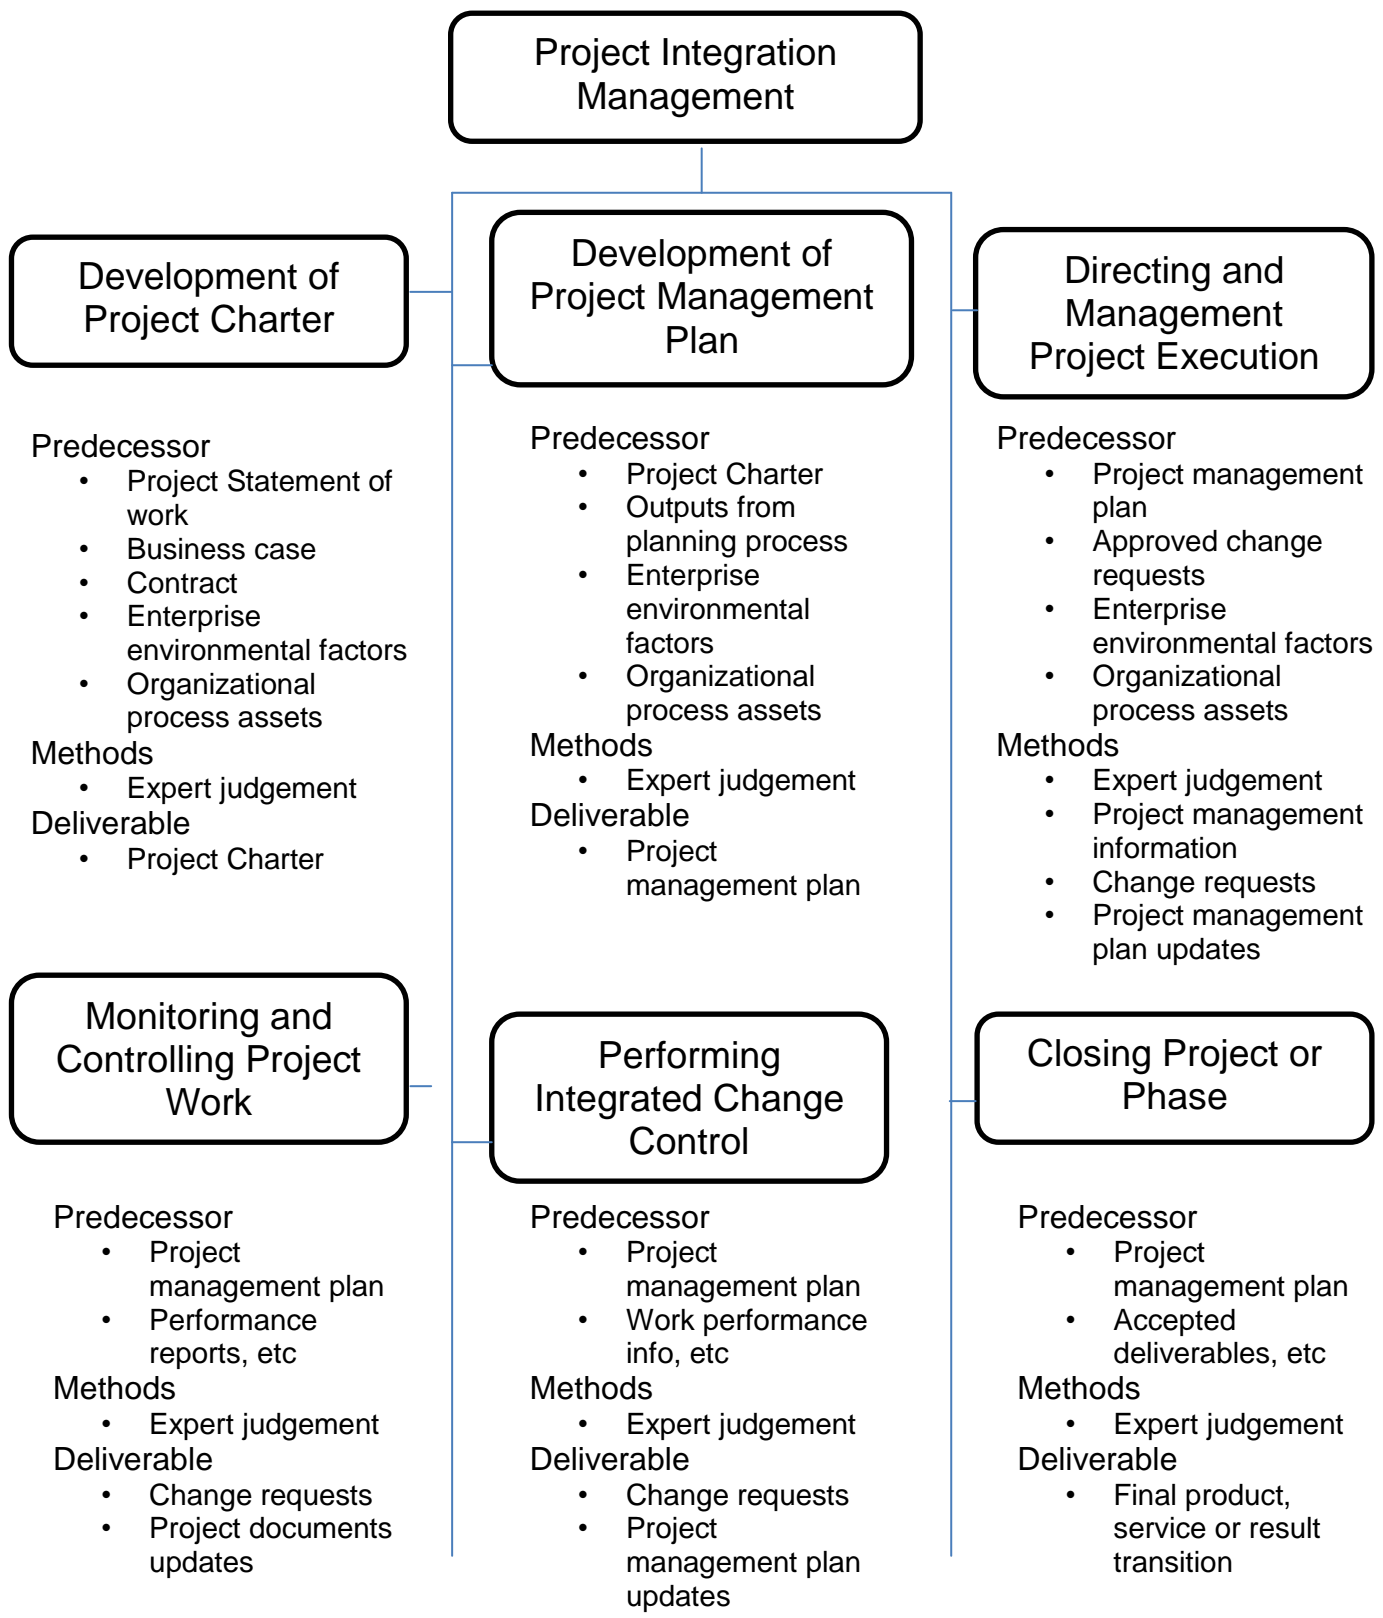 Project Integration
Management
Development of
Project Charter
Predecessor
• Project Statement of
work
• Business case
• Contract
• Enterprise
environmental factors
• Organizational
process assets
Methods
• Expert judgement
Deliverable
• Project Charter
Development of
Project Management
Plan
Predecessor
• Project Charter
• Outputs from
planning process
• Enterprise
environmental
factors
• Organizational
process assets
Methods
• Expert judgement
Deliverable
• Project
management plan
Directing and
Management
Project Execution
Predecessor
• Project management
plan
• Approved change
requests
• Enterprise
environmental factors
• Organizational
process assets
Methods
• Expert judgement
• Project management
information
• Change requests
• Project management
plan updates
Monitoring and
Controlling Project
Work
Predecessor
• Project
management plan
• Performance
reports, etc
Methods
• Expert judgement
Deliverable
• Change requests
• Project documents
updates
Performing
Integrated Change
Control
Predecessor
• Project
management plan
• Work performance
info, etc
Methods
• Expert judgement
Deliverable
• Change requests
• Project
management plan
updates
Closing Project or
Phase
Predecessor
• Project
management plan
• Accepted
deliverables, etc
Methods
• Expert judgement
Deliverable
• Final product,
service or result
transition